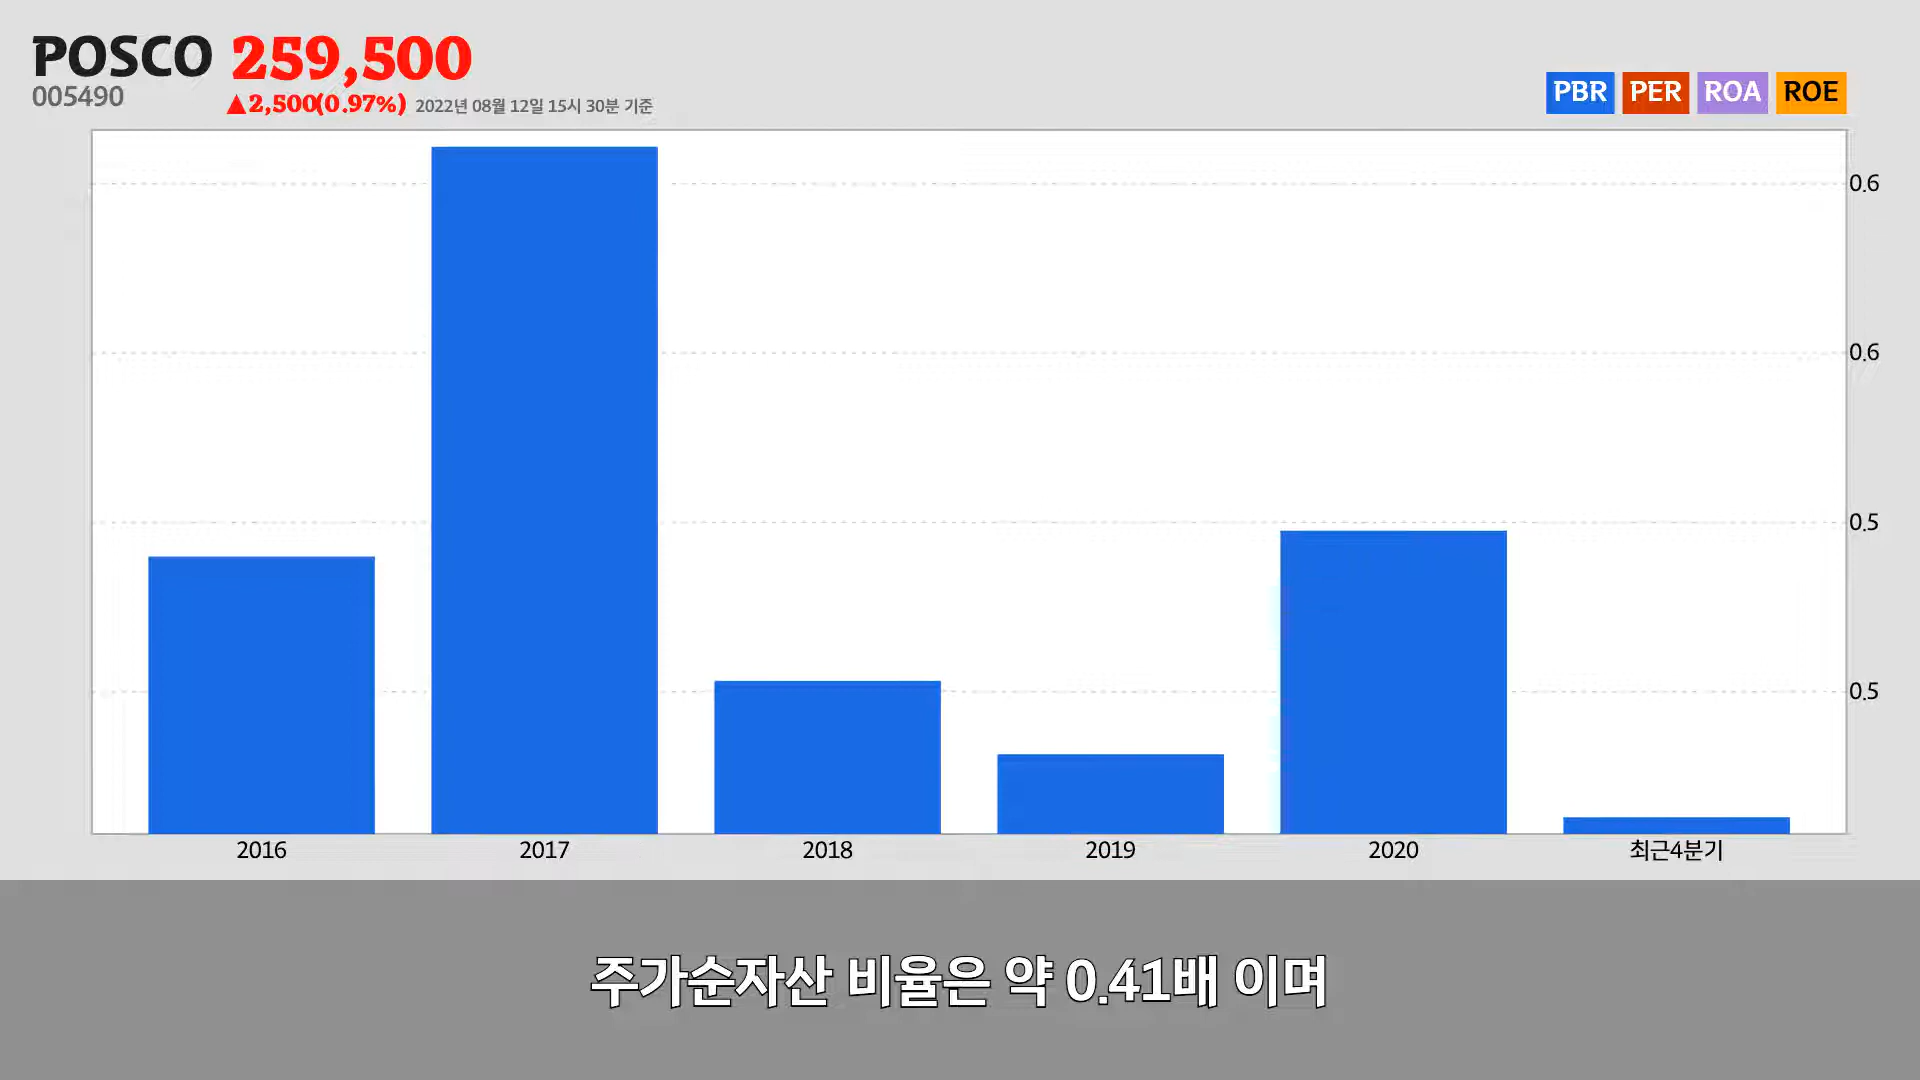 POSCO 259,500
005490 ▲2,500(0.97%) 2022년 08월 12일 15시 30분 기준
PBR PER ROA ROE
0.6
0.6
0.5
0.5
2016 2017 2018 2019 2020 최근4분기
주가순자산 비율은 약 0.41배 이며